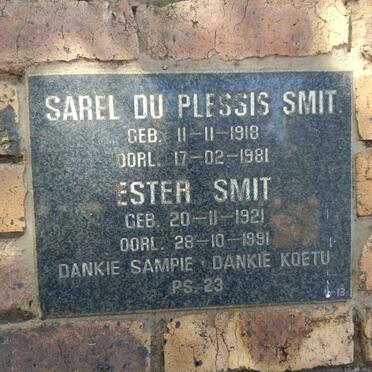 SAREL DU PLESSIS SMIT
GEB. 11-11-1918
OORL. 17-02-1981
ESTER SMIT
GEB. 20-11-1921
OORL. 28-10-1991
DANKIE SAMPIE · DANKIE KOETU
PS. 23